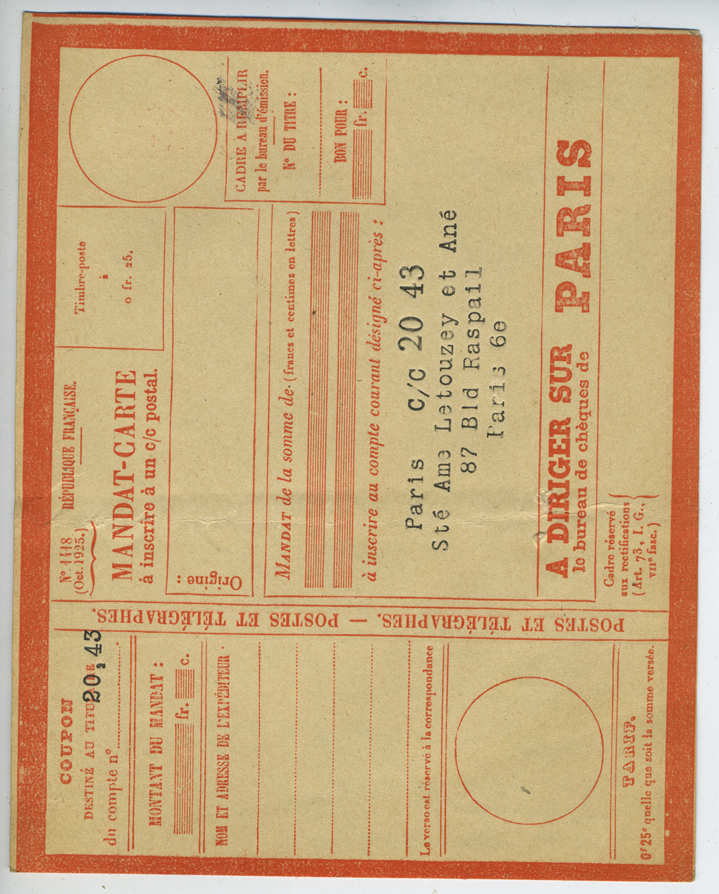 COUPON
DESTINÉ AU TITULAIRE
du compte n° 20,43
MONTANT DU MANDAT :
fr. c.
NOM ET ADRESSE DE L'EXPÉDITEUR.
Le verso est réservé à la correspondance
TARIF.
0f 25c quelle que soit la somme versée.
POSTES ET TÉLÉGRAPHES. — POSTES ET TÉLÉGRAPHES.
N° 1418
(Oct. 1925.)
RÉPUBLIQUE FRANÇAISE.
MANDAT-CARTE
à inscrire à un c/c postal.
Timbre-poste
à
0 fr. 25.
Origine :
CADRE A REMPLIR
par le bureau d'émission.
N° DU TITRE :
BON POUR :
fr. c.
MANDAT de la somme de (francs et centimes en lettres)
à inscrire au compte courant désigné ci-après :
Paris C/C 20 43
Sté Ame Letouzey et Ané
87 Bld Raspail
Paris 6e
A DIRIGER SUR
le bureau de chèques de
PARIS
Cadre réservé
aux rectifications
(Art. 73, I. G.,
VIIe fasc.)